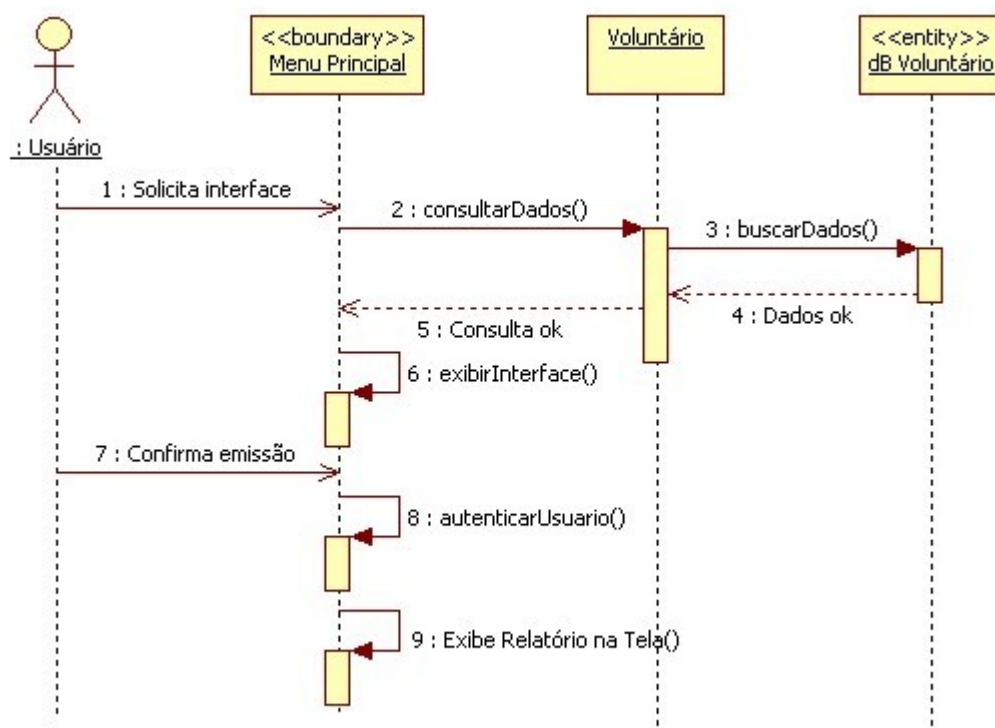 <<boundary>>
Menu Principal
Voluntário
<<entity>>
dB Voluntário
: Usuário
1 : Solicita interface
2 : consultarDados()
3 : buscarDados()
4 : Dados ok
5 : Consulta ok
6 : exibirInterface()
7 : Confirma emissão
8 : autenticarUsuario()
9 : Exibe Relatório na Tela()